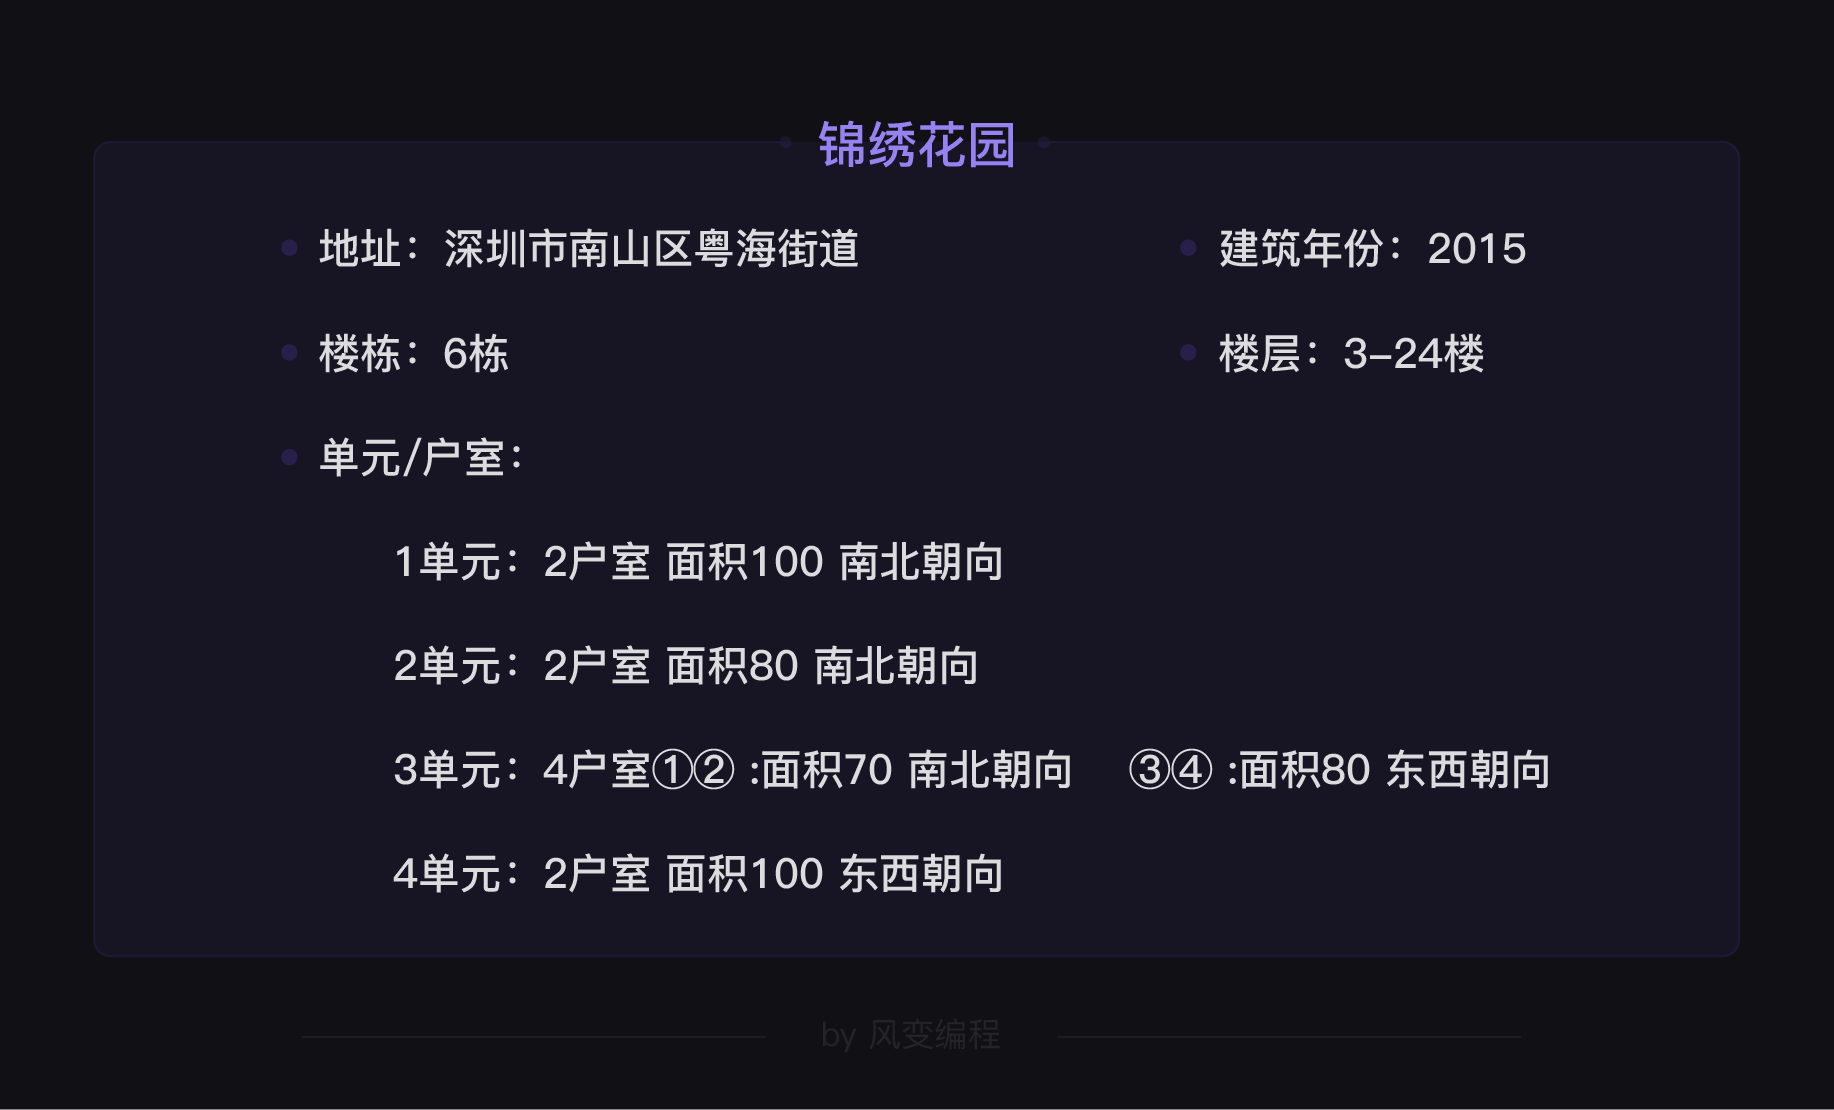 锦绣花园
地址：深圳市南山区粤海街道
建筑年份：2015
楼栋：6栋
楼层：3-24楼
单元/户室：
1单元：2户室 面积100 南北朝向
2单元：2户室 面积80 南北朝向
3单元：4户室①② :面积70 南北朝向 ③④ :面积80 东西朝向
4单元：2户室 面积100 东西朝向
by 风变编程